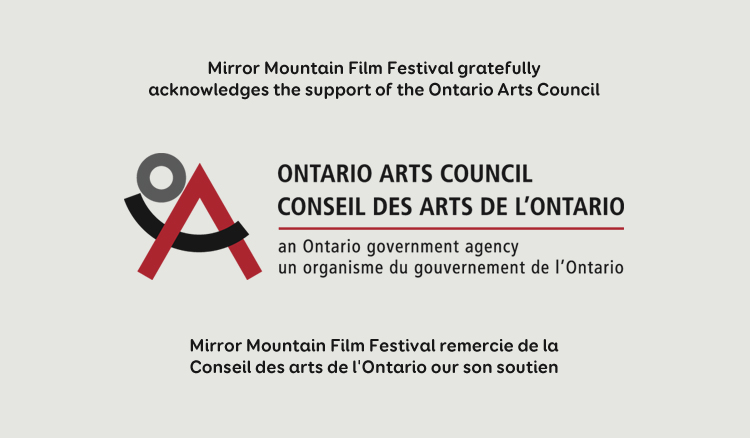 Mirror Mountain Film Festival gratefully
acknowledges the support of the Ontario Arts Council
ONTARIO ARTS COUNCIL
CONSEIL DES ARTS DE L'ONTARIO
an Ontario government agency
un organisme du gouvernement de l'Ontario
Mirror Mountain Film Festival remercie de la
Conseil des arts de l'Ontario our son soutien